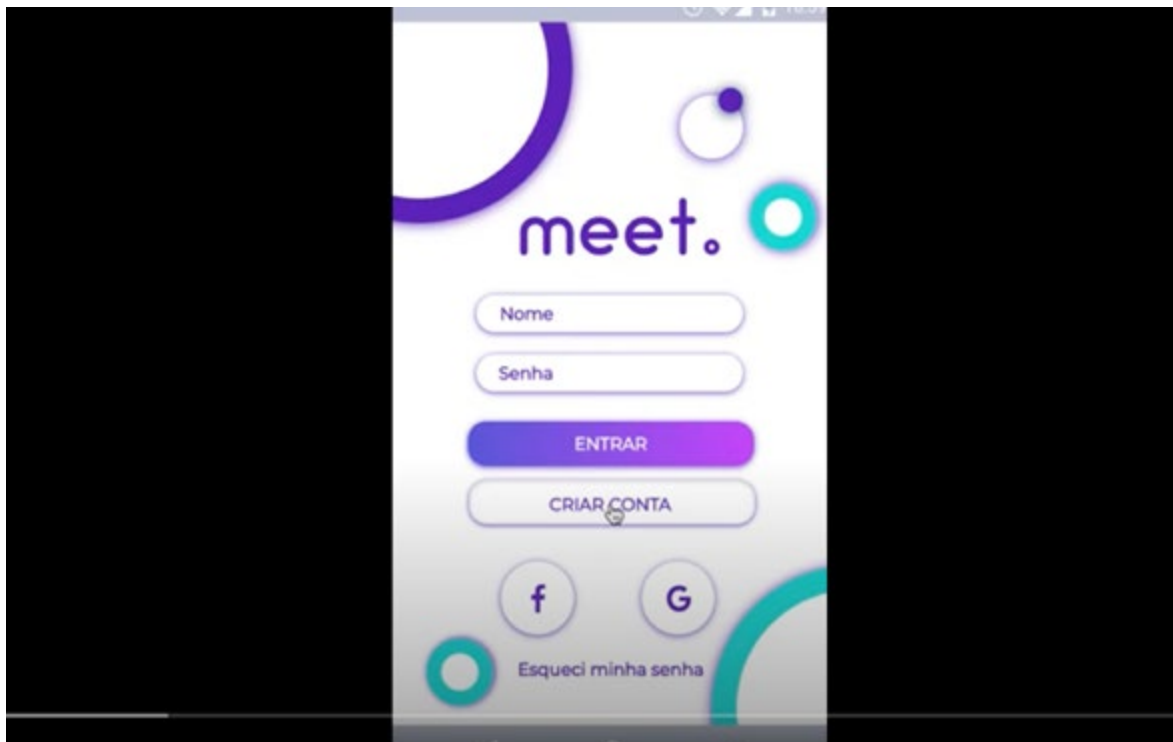 meet.
Nome
Senha
ENTRAR
CRIAR CONTA
f
G
Esqueci minha senha